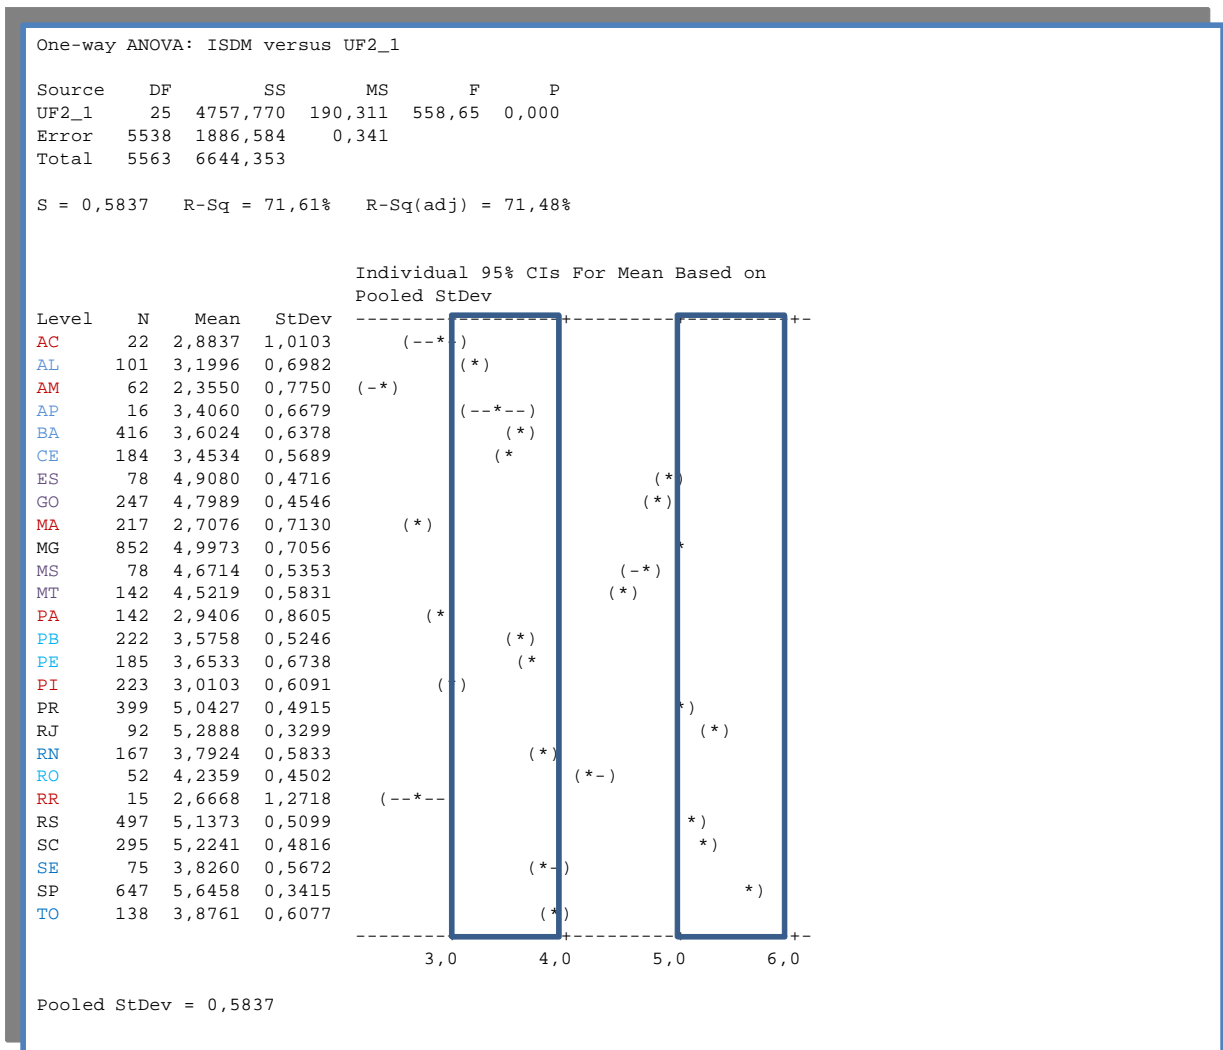 One-way ANOVA: ISDM versus UF2_1
Source    DF        SS       MS       F      P
UF2_1     25  4757,770  190,311  558,65  0,000
Error   5538  1886,584    0,341
Total   5563  6644,353
S = 0,5837   R-Sq = 71,61%   R-Sq(adj) = 71,48%
Individual 95% CIs For Mean Based on
Pooled StDev
Level    N    Mean   StDev  ---------+---------+---------+---------+-
AC      22  2,8837  1,0103      (--*-)
AL     101  3,1996  0,6982           (*)
AM      62  2,3550  0,7750  (-*)
AP      16  3,4060  0,6679           (--*--)
BA     416  3,6024  0,6378               (*)
CE     184  3,4534  0,5689              (*
ES      78  4,9080  0,4716                            (*)
GO     247  4,7989  0,4546                           (*)
MA     217  2,7076  0,7130      (*)
MG     852  4,9973  0,7056                              *
MS      78  4,6714  0,5353                         (-*)
MT     142  4,5219  0,5831                        (*)
PA     142  2,9406  0,8605        (*
PB     222  3,5758  0,5246               (*)
PE     185  3,6533  0,6738                (*
PI     223  3,0103  0,6091         (*)
PR     399  5,0427  0,4915                              *)
RJ      92  5,2888  0,3299                                (*)
RN     167  3,7924  0,5833                 (*)
RO      52  4,2359  0,4502                     (*-)
RR      15  2,6668  1,2718    (--*--
RS     497  5,1373  0,5099                               *)
SC     295  5,2241  0,4816                                *)
SE      75  3,8260  0,5672                 (*-)
SP     647  5,6458  0,3415                                    *)
TO     138  3,8761  0,6077                  (*)
---------+---------+---------+---------+-
3,0       4,0       5,0       6,0
Pooled StDev = 0,5837